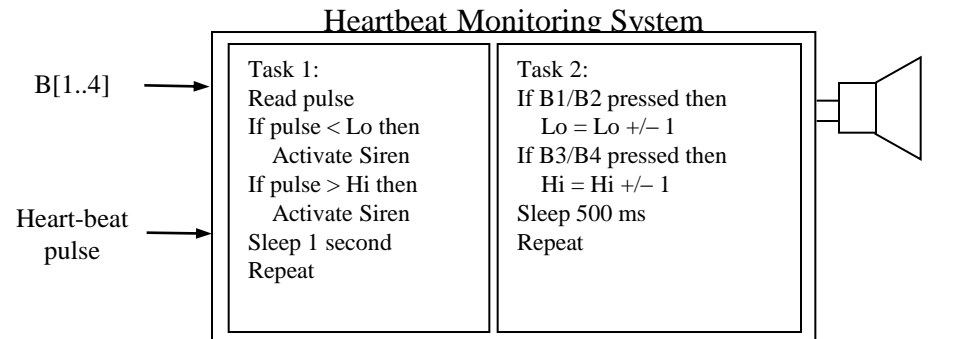 Heartbeat Monitoring System
B[1..4]
Heart-beat
pulse
Task 1:
Read pulse
If pulse < Lo then
Activate Siren
If pulse > Hi then
Activate Siren
Sleep 1 second
Repeat
Task 2:
If B1/B2 pressed then
Lo = Lo +/– 1
If B3/B4 pressed then
Hi = Hi +/– 1
Sleep 500 ms
Repeat